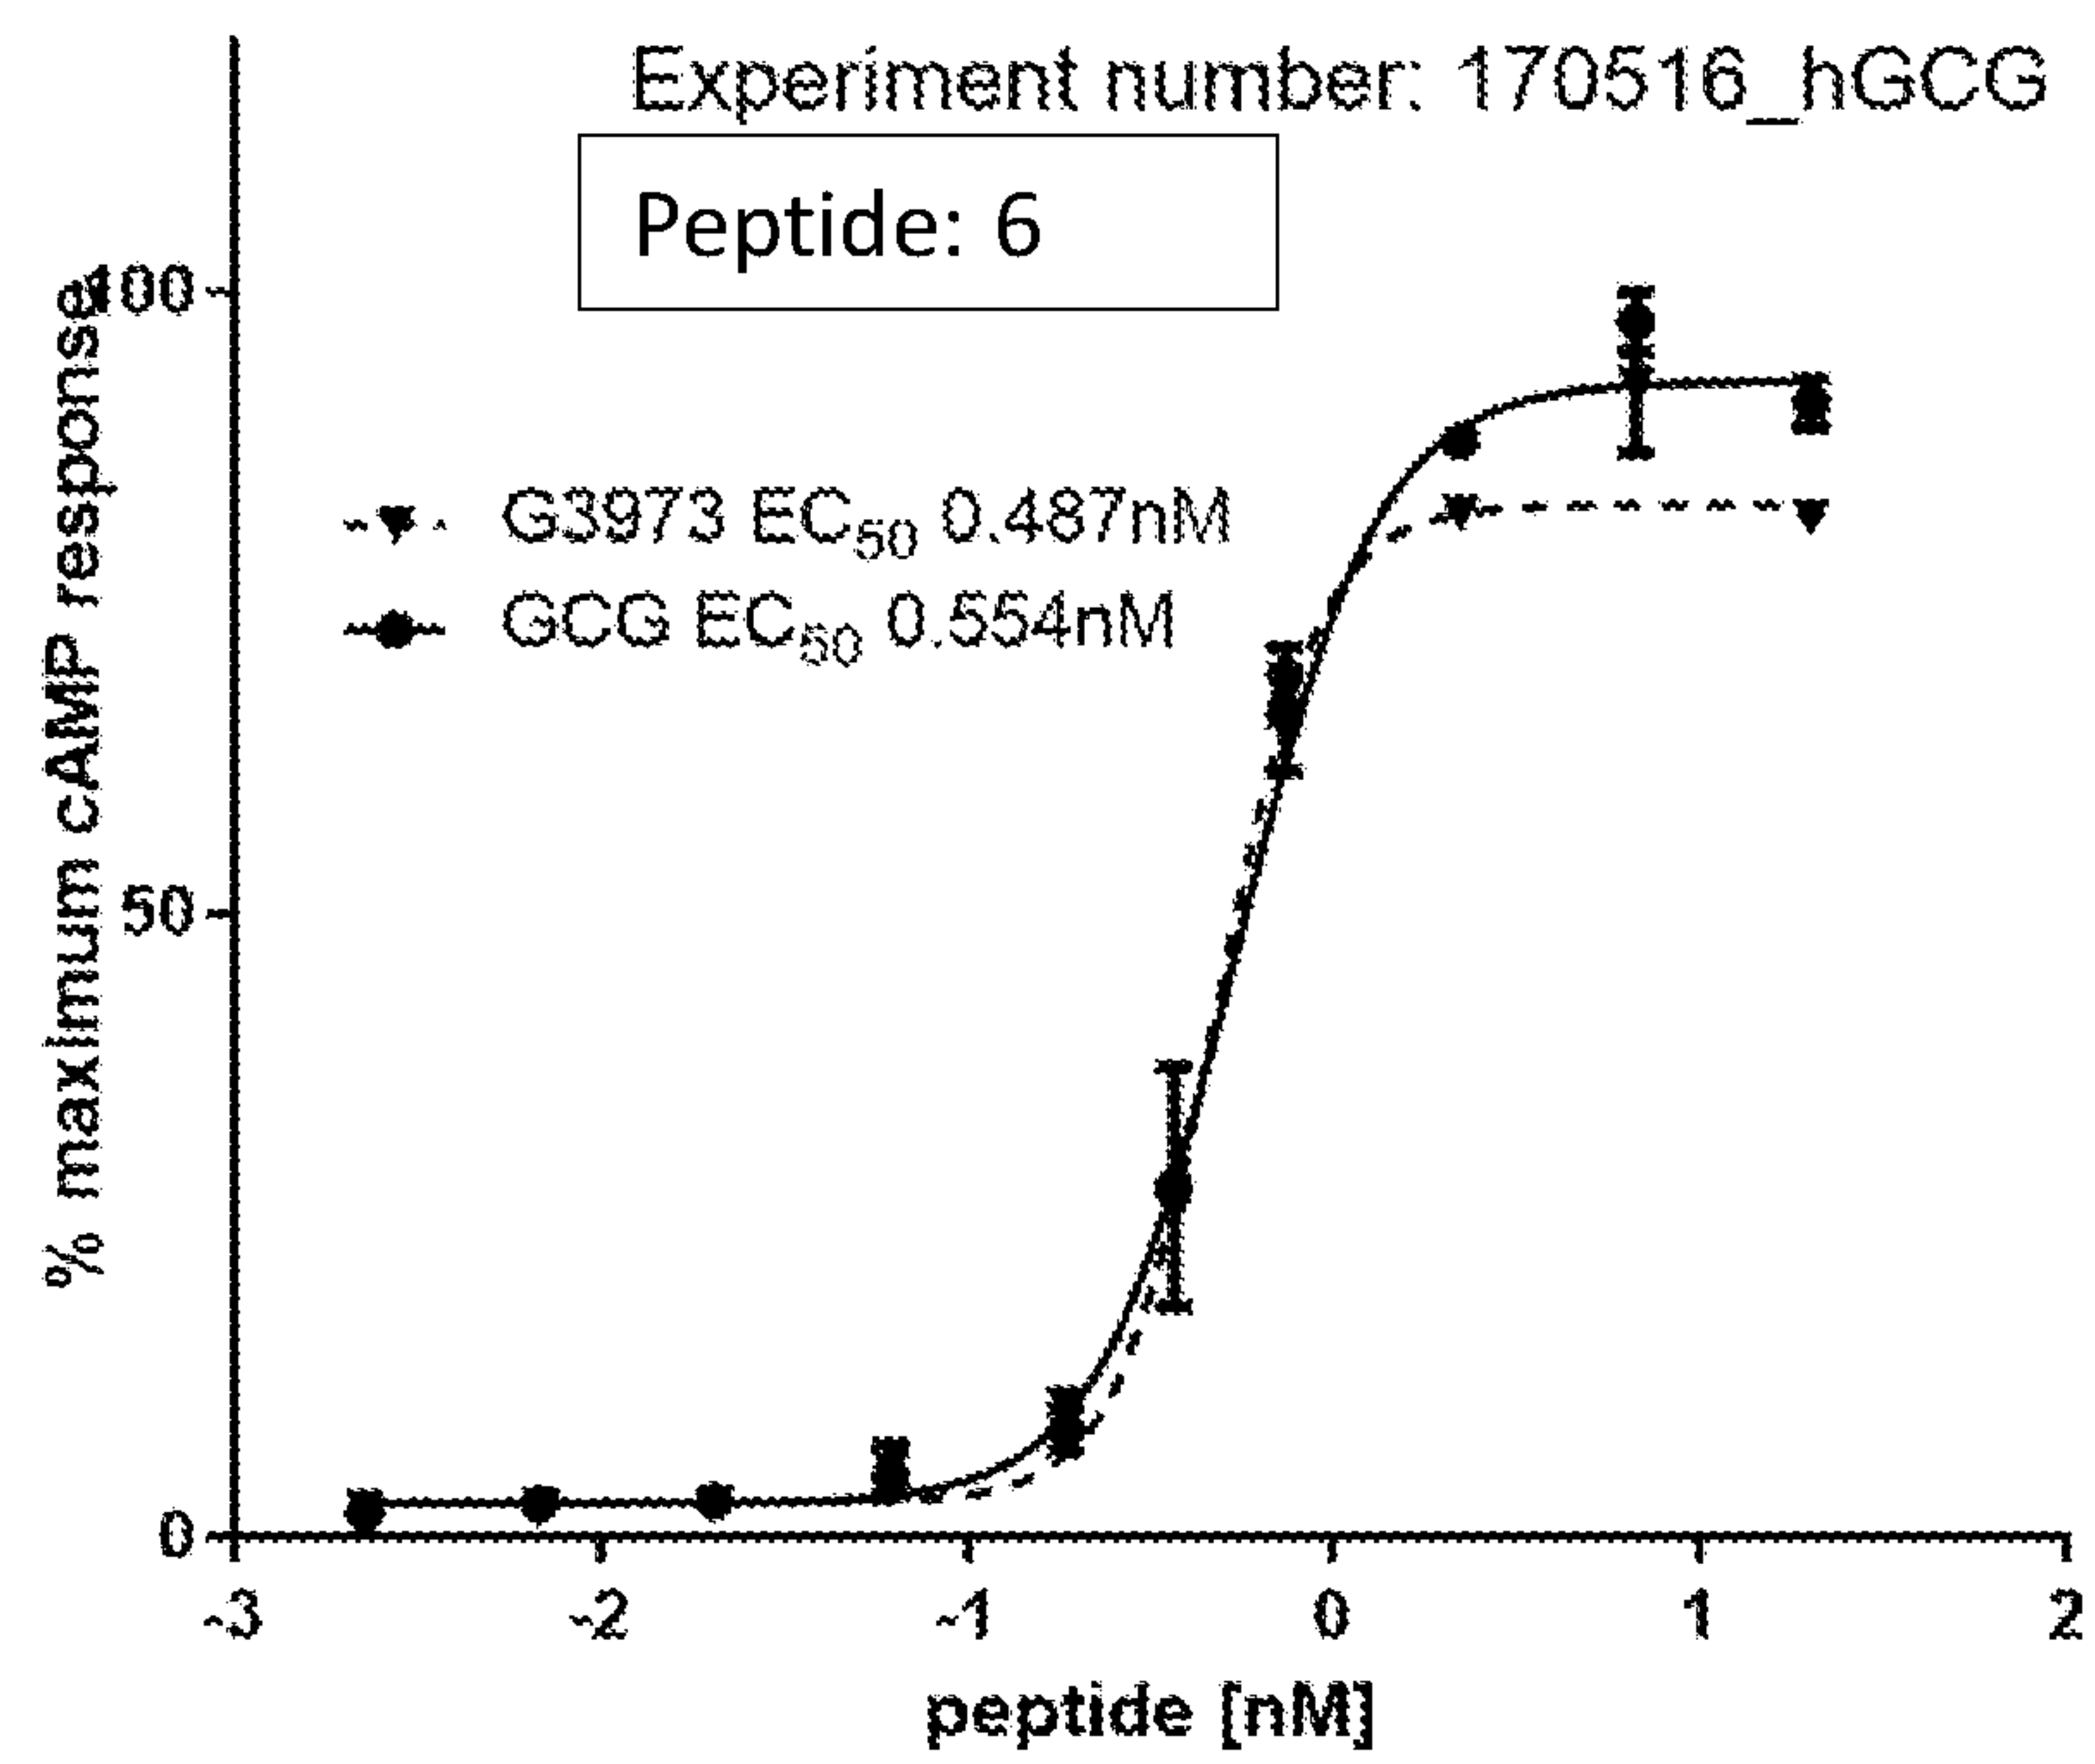 Experiment number: 170516_hGCG
Peptide: 6
% maximum cAMP response
100
50
0
G3973 EC50 0.487nM
GCG EC50 0.554nM
-3 -2 -1 0 1 2
peptide [nM]